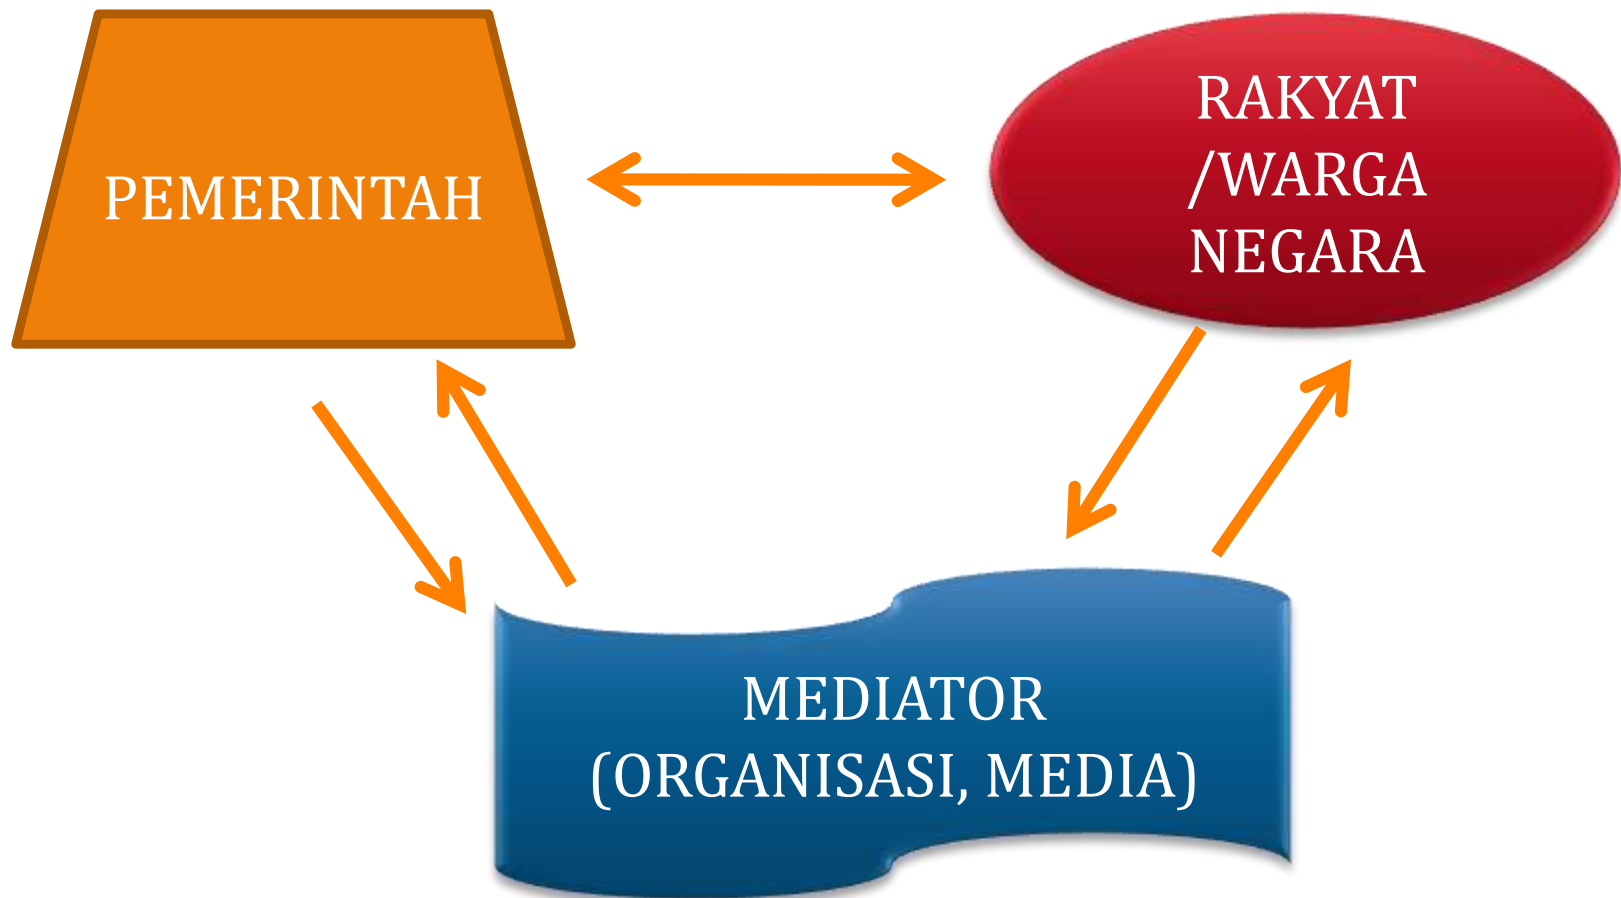 PEMERINTAH
RAKYAT
/WARGA
NEGARA
MEDIATOR
(ORGANISASI, MEDIA)